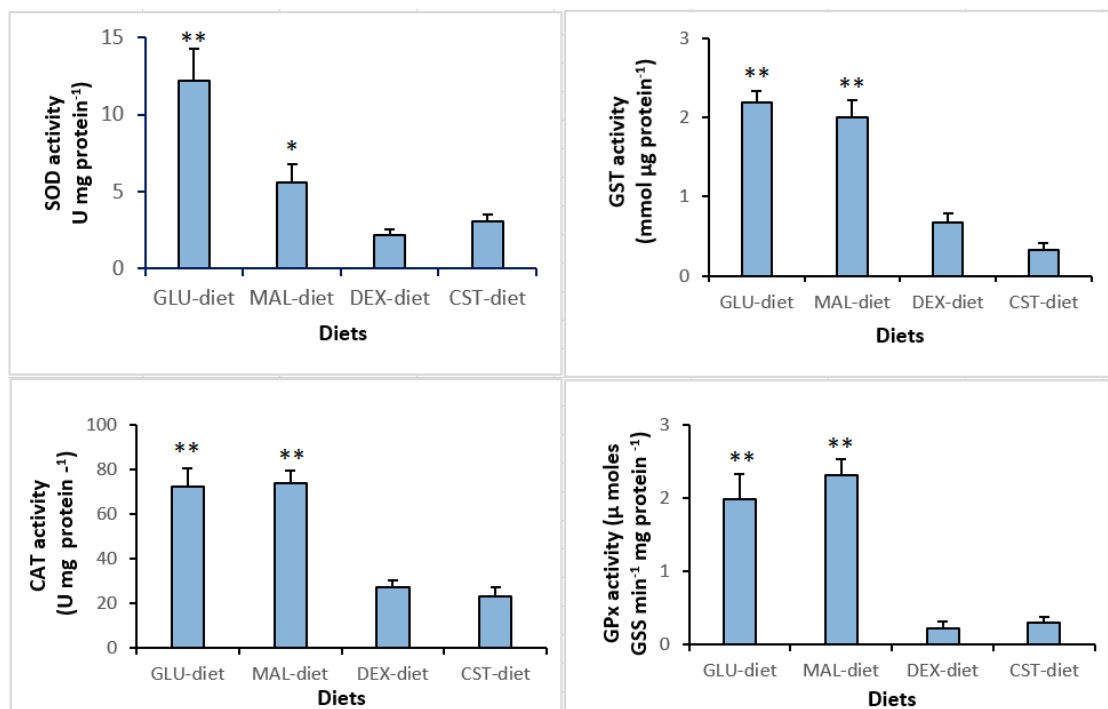 SOD activity
U mg protein⁻¹
15
10
5
0
**
*
GLU-diet MAL-diet DEX-diet CST-diet
Diets
GST activity
(mmol µg protein⁻¹)
3
2
1
0
** **
GLU-diet MAL-diet DEX-diet CST-diet
Diets
CAT activity
(U mg protein -¹)
100
80
60
40
20
0
** **
GLU-diet MAL-diet DEX-diet CST-diet
Diets
GPx activity (µ moles
GSS min⁻¹ mg protein ⁻¹)
3
2
1
0
** **
GLU-diet MAL-diet DEX-diet CST-diet
Diets